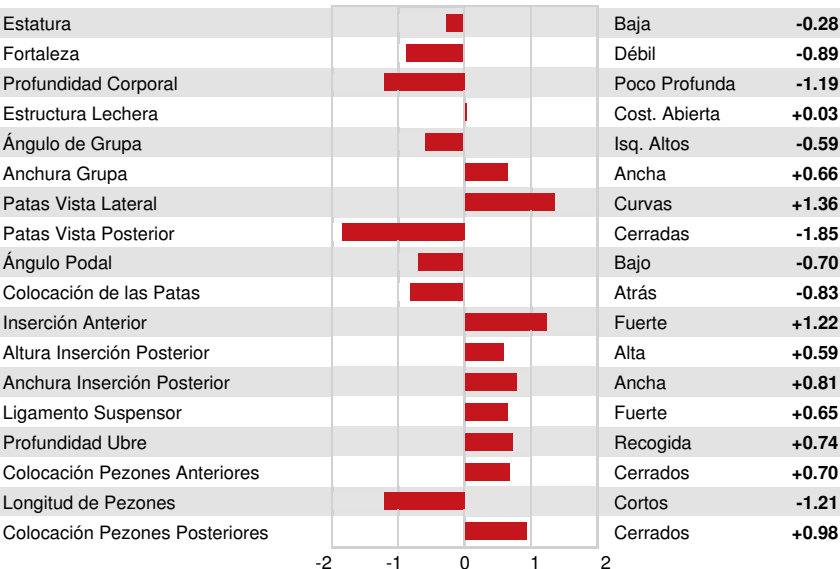 Estatura Baja -0.28
Fortaleza Débil -0.89
Profundidad Corporal Poco Profunda -1.19
Estructura Lechera Cost. Abierta +0.03
Ángulo de Grupa Isq. Altos -0.59
Anchura Grupa Ancha +0.66
Patas Vista Lateral Curvas +1.36
Patas Vista Posterior Cerradas -1.85
Ángulo Podal Bajo -0.70
Colocación de las Patas Atrás -0.83
Inserción Anterior Fuerte +1.22
Altura Inserción Posterior Alta +0.59
Anchura Inserción Posterior Ancha +0.81
Ligamento Suspensor Fuerte +0.65
Profundidad Ubre Recogida +0.74
Colocación Pezones Anteriores Cerrados +0.70
Longitud de Pezones Cortos -1.21
Colocación Pezones Posteriores Cerrados +0.98
-2 -1 0 1 2